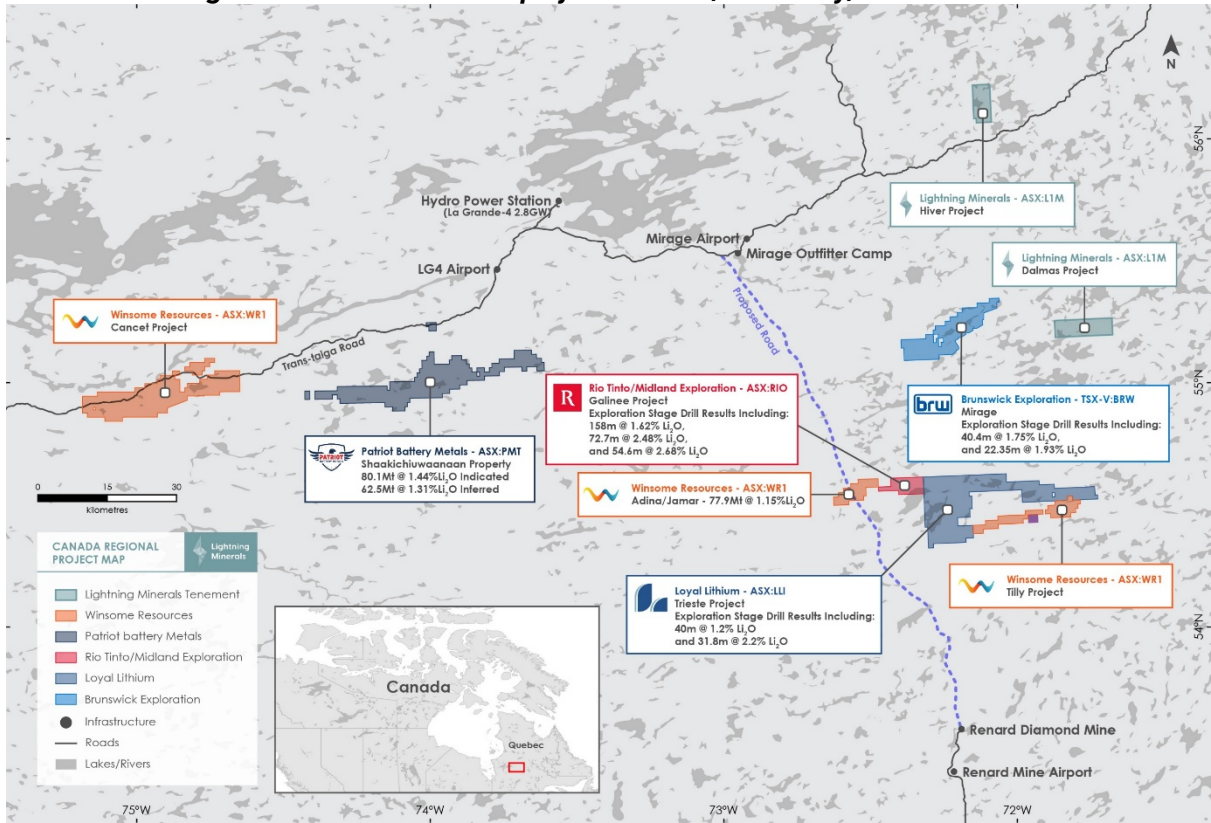 N
56°N
55°N
54°N
75°W
74°W
73°W
72°W
Hydro Power Station
(La Grande-4 2.8GW)
LG4 Airport
Mirage Airport
Mirage Outfitter Camp
Trans-taiga Road
Proposed Road
Lightning Minerals - ASX:L1M
Hiver Project
Lightning Minerals - ASX:L1M
Dalmas Project
Winsome Resources - ASX:WR1
Cancet Project
PATRIOT
Patriot Battery Metals - ASX:PMT
Shaakichiuwaanaan Property
80.1Mt @ 1.44%Li₂O Indicated
62.5Mt @ 1.31%Li₂O Inferred
R
Rio Tinto/Midland Exploration - ASX:RIO
Galinee Project
Exploration Stage Drill Results Including:
158m @ 1.62% Li₂O,
72.7m @ 2.48% Li₂O,
and 54.6m @ 2.68% Li₂O
brw
Brunswick Exploration - TSX-V:BRW
Mirage
Exploration Stage Drill Results Including:
40.4m @ 1.75% Li₂O,
and 22.35m @ 1.93% Li₂O
Winsome Resources - ASX:WR1
Adina/Jamar - 77.9Mt @ 1.15%Li₂O
Loyal Lithium - ASX:LLI
Trieste Project
Exploration Stage Drill Results Including:
40m @ 1.2% Li₂O
and 31.8m @ 2.2% Li₂O
Winsome Resources - ASX:WR1
Tilly Project
0 15 30
Kilometres
CANADA REGIONAL
PROJECT MAP
Lightning
Minerals
Lightning Minerals Tenement
Winsome Resources
Patriot battery Metals
Rio Tinto/Midland Exploration
Loyal Lithium
Brunswick Exploration
Infrastructure
Roads
Lakes/Rivers
Canada
Quebec
Renard Diamond Mine
Renard Mine Airport